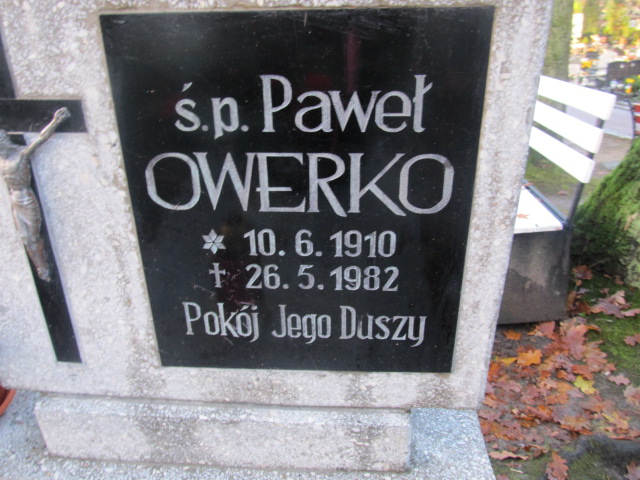 ś.p. Paweł
OWERKO
* 10.6.1910
† 26.5.1982
Pokój Jego Duszy